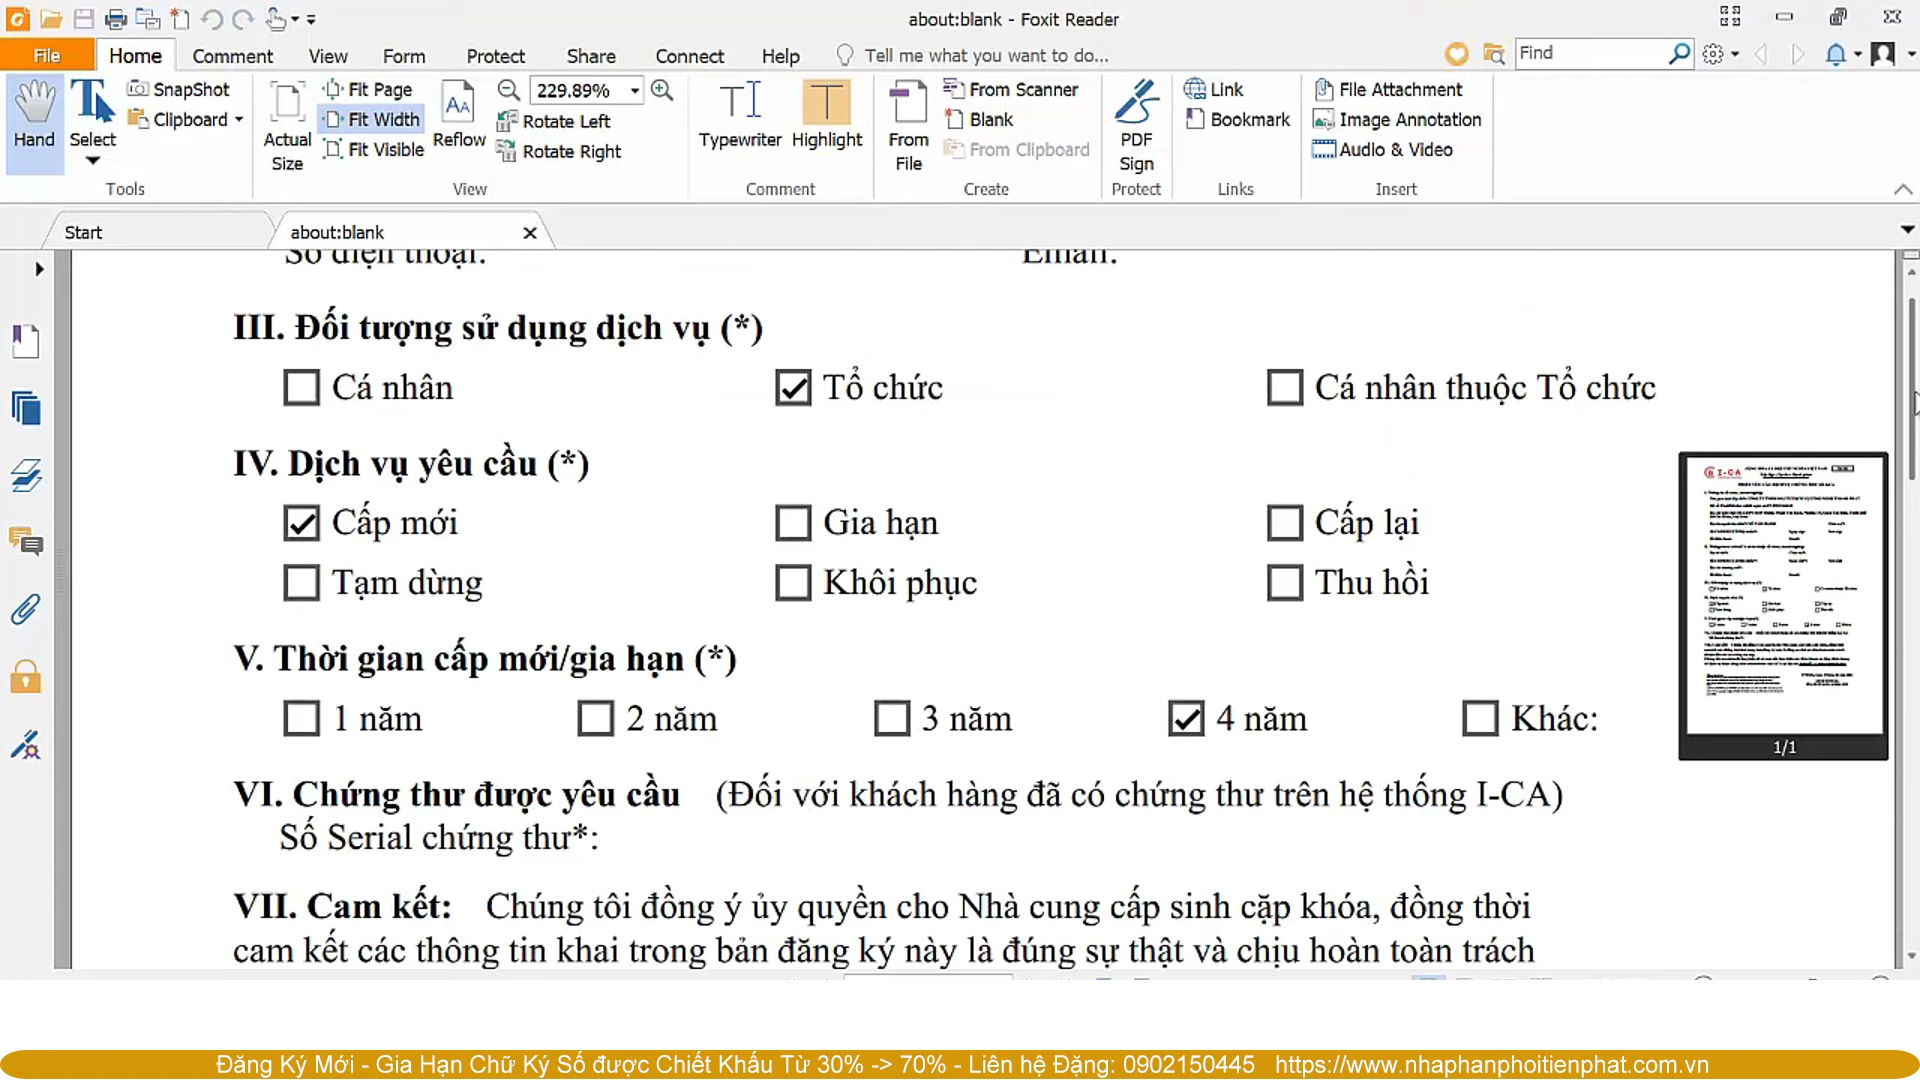 about:blank - Foxit Reader
File Home Comment View Form Protect Share Connect Help Tell me what you want to do... Find
Hand
Select
SnapShot
Clipboard
Tools
Actual Size
Fit Page
Fit Width
Fit Visible
Reflow
229.89%
Rotate Left
Rotate Right
View
Typewriter
Highlight
Comment
From File
From Scanner
Blank
From Clipboard
Create
PDF Sign
Protect
Link
Bookmark
Links
File Attachment
Image Annotation
Audio & Video
Insert
Start
about:blank
Số điện thoại: Email:
III. Đối tượng sử dụng dịch vụ (*)
Cá nhân Tổ chức Cá nhân thuộc Tổ chức
IV. Dịch vụ yêu cầu (*)
Cấp mới Gia hạn Cấp lại
Tạm dừng Khôi phục Thu hồi
V. Thời gian cấp mới/gia hạn (*)
1 năm 2 năm 3 năm 4 năm Khác:
VI. Chứng thư được yêu cầu (Đối với khách hàng đã có chứng thư trên hệ thống I-CA)
Số Serial chứng thư*:
VII. Cam kết: Chúng tôi đồng ý ủy quyền cho Nhà cung cấp sinh cặp khóa, đồng thời
cam kết các thông tin khai trong bản đăng ký này là đúng sự thật và chịu hoàn toàn trách
I-CA
1/1
Đăng Ký Mới - Gia Hạn Chữ Ký Số được Chiết Khấu Từ 30% -> 70% - Liên hệ Đặng: 0902150445 https://www.nhaphanphoitienphat.com.vn